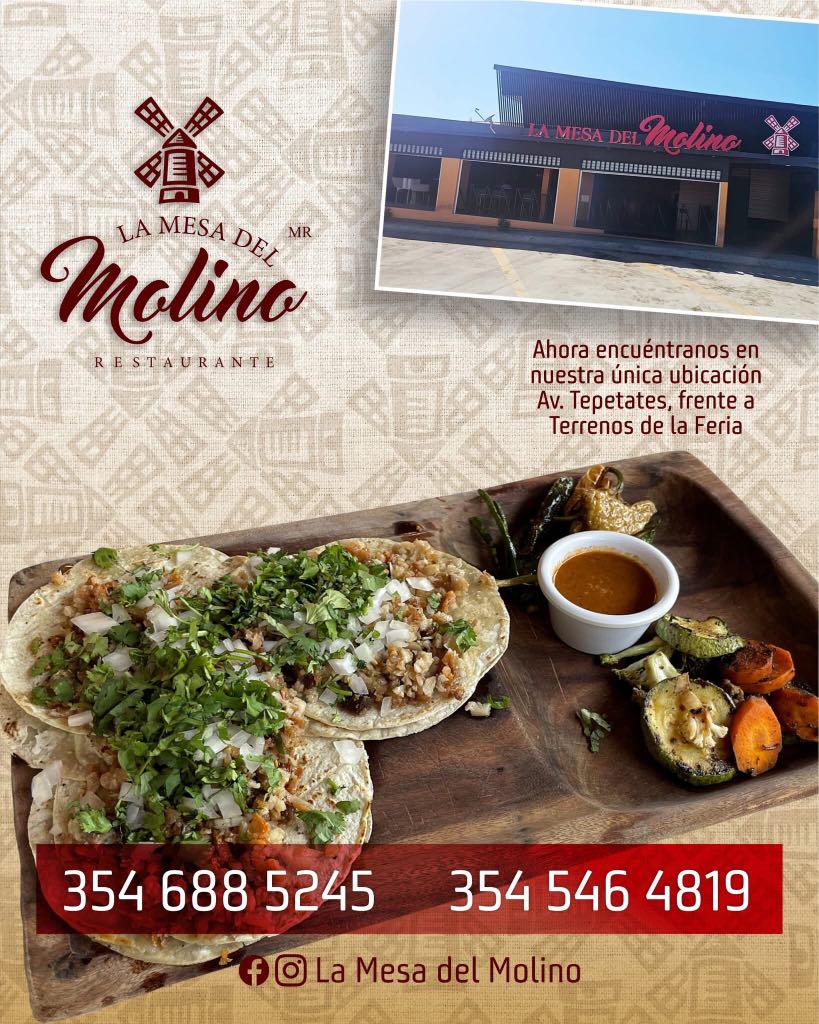 LA MESA DEL MR
Molino
RESTAURANTE
LA MESA DEL Molino
Ahora encuéntranos en
nuestra única ubicación
Av. Tepetates, frente a
Terrenos de la Feria
354 688 5245 354 546 4819
La Mesa del Molino